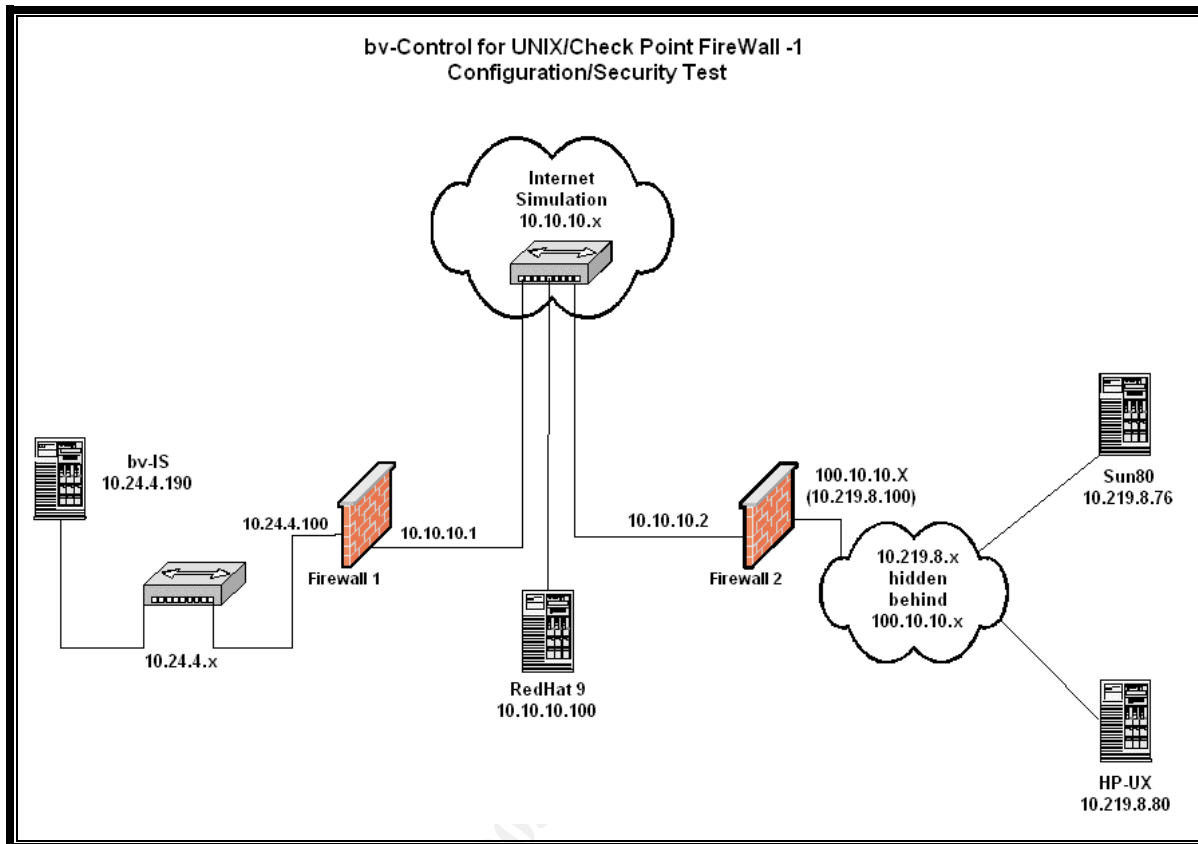 bv-Control for UNIX/Check Point FireWall -1
Configuration/Security Test
Internet
Simulation
10.10.10.x
bv-IS
10.24.4.190
10.24.4.x
10.24.4.100
Firewall 1
10.10.10.1
RedHat 9
10.10.10.100
10.10.10.2
Firewall 2
100.10.10.X
(10.219.8.100)
10.219.8.x
hidden
behind
100.10.10.x
Sun80
10.219.8.76
HP-UX
10.219.8.80